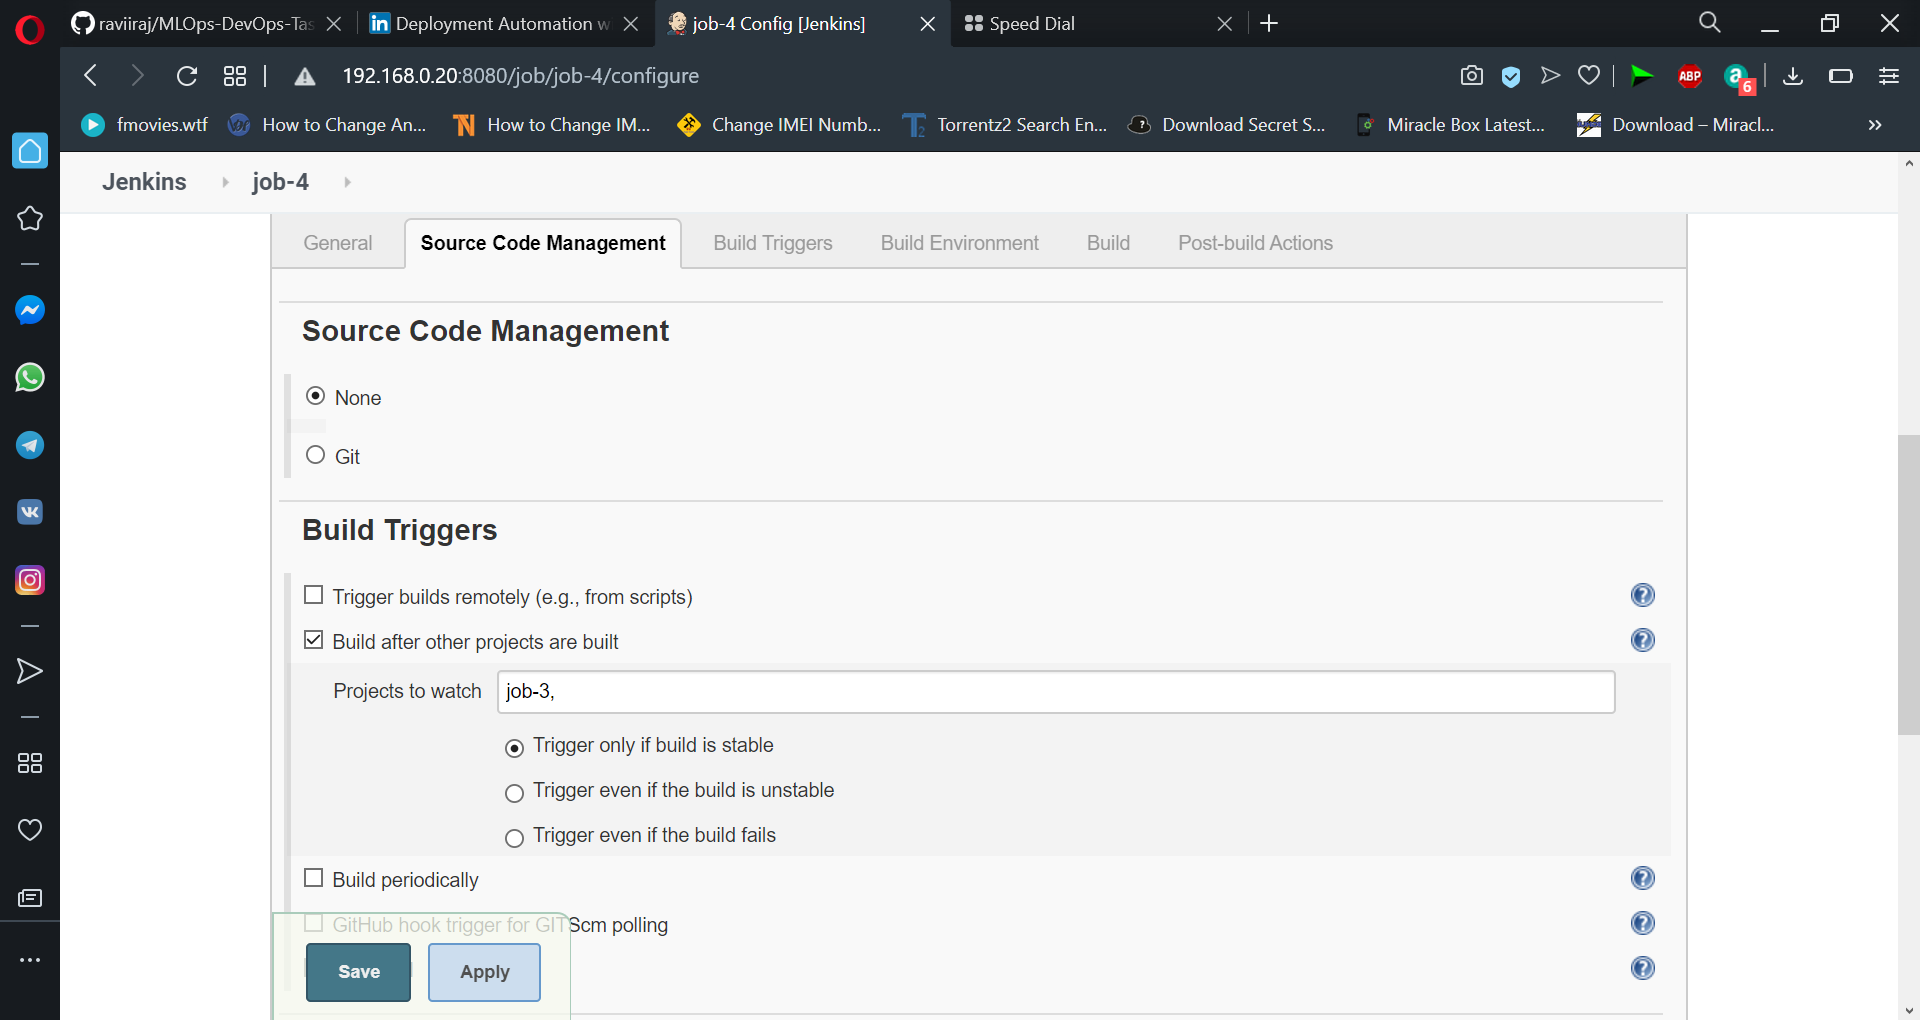 raviiraj/MLOps-DevOps-Tas
Deployment Automation w
job-4 Config [Jenkins]
Speed Dial
192.168.0.20:8080/job/job-4/configure
ABP
a
6
fmovies.wtf
How to Change An...
How to Change IM...
Change IMEI Numb...
Torrentz2 Search En...
Download Secret S...
Miracle Box Latest...
Download – Miracl...
Jenkins
job-4
General
Source Code Management
Build Triggers
Build Environment
Build
Post-build Actions
Source Code Management
None
Git
Build Triggers
Trigger builds remotely (e.g., from scripts)
Build after other projects are built
Projects to watch
job-3,
Trigger only if build is stable
Trigger even if the build is unstable
Trigger even if the build fails
Build periodically
GitHub hook trigger for GITScm polling
Save
Apply